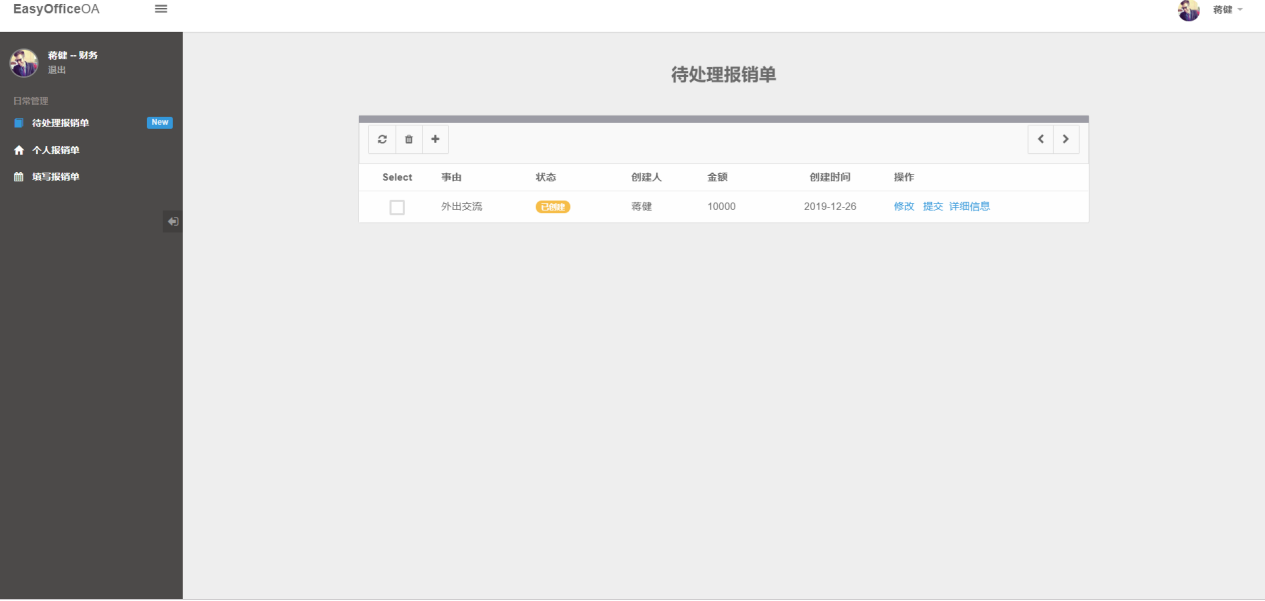 EasyOfficeOA
蒋健
蒋健 -- 财务
退出
日常管理
待处理报销单 New
个人报销单
填写报销单
待处理报销单
Select 事由 状态 创建人 金额 创建时间 操作
外出交流 已创建 蒋健 10000 2019-12-26 修改 提交 详细信息